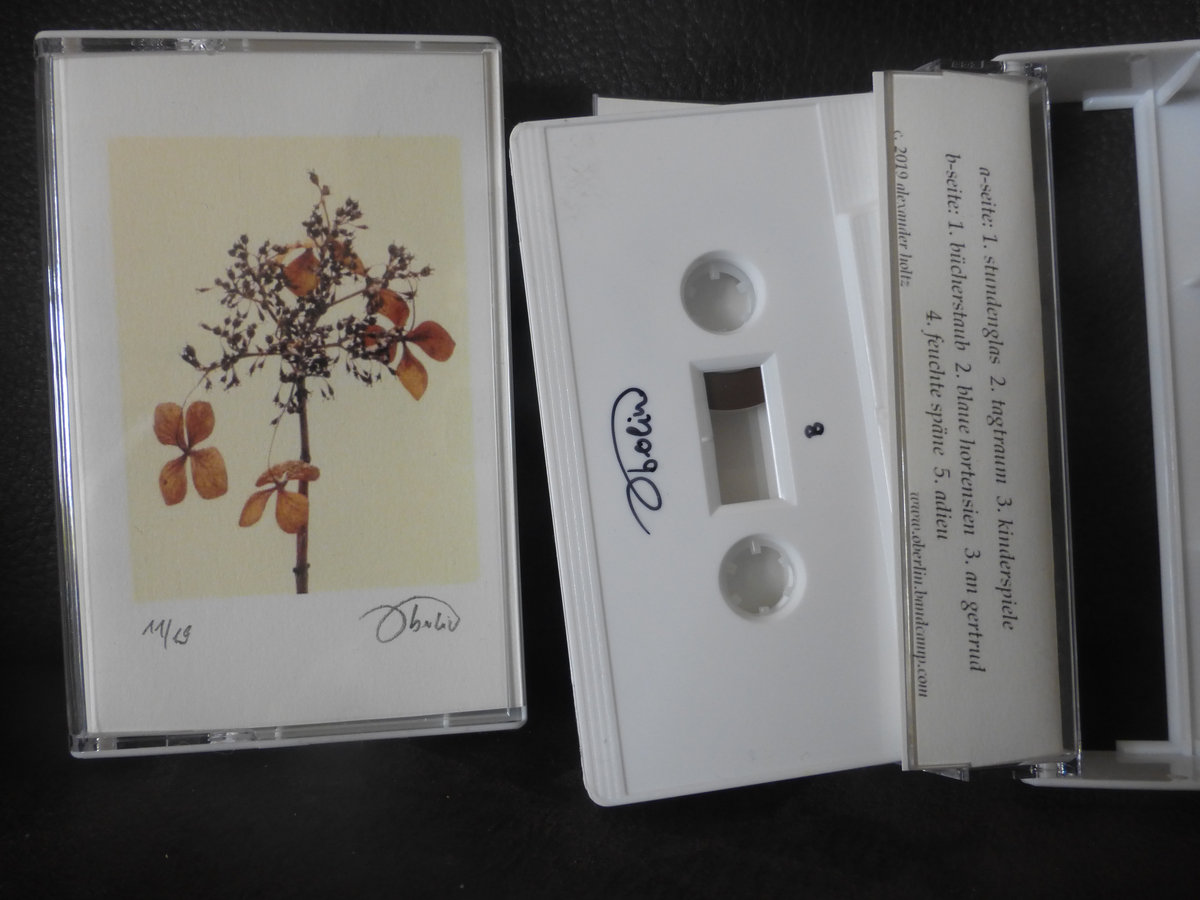 11/29
Oberlin
Oberlin
B
a-seite: 1. stundenglas 2. tagtraum 3. kinderspiele
b-seite: 1. bücherstaub 2. blaue hortensien 3. an gertrud
4. feuchte späne 5. adieu
c. 2019 alexander holtz www.oberlin.bandcamp.com